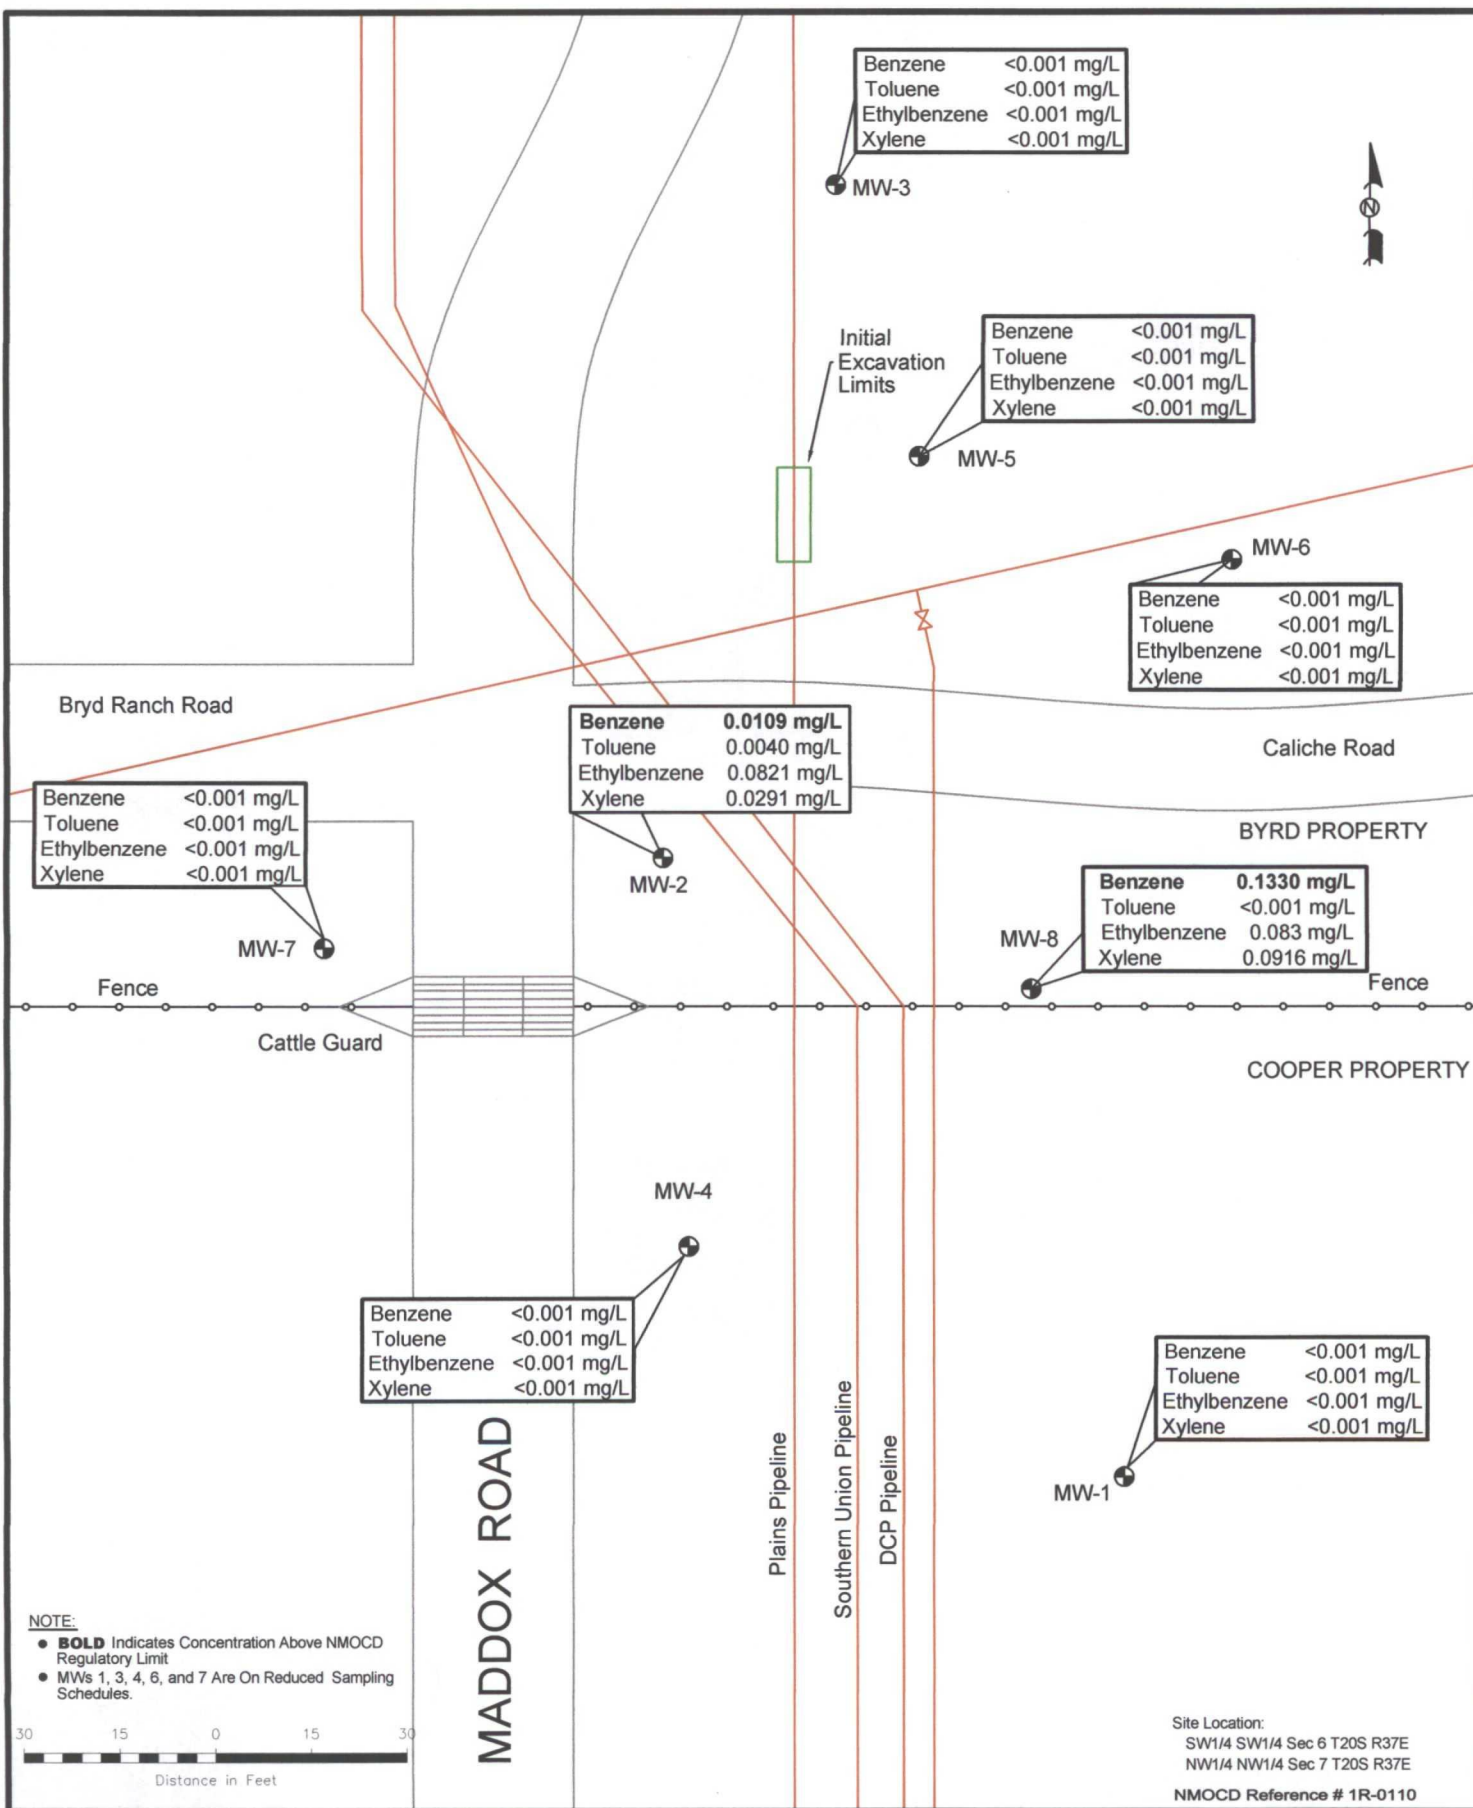 Benzene <0.001 mg/L
Toluene <0.001 mg/L
Ethylbenzene <0.001 mg/L
Xylene <0.001 mg/L
MW-3
N
Initial
Excavation
Limits
Benzene <0.001 mg/L
Toluene <0.001 mg/L
Ethylbenzene <0.001 mg/L
Xylene <0.001 mg/L
MW-5
MW-6
Benzene <0.001 mg/L
Toluene <0.001 mg/L
Ethylbenzene <0.001 mg/L
Xylene <0.001 mg/L
Bryd Ranch Road
Benzene 0.0109 mg/L
Toluene 0.0040 mg/L
Ethylbenzene 0.0821 mg/L
Xylene 0.0291 mg/L
MW-2
Caliche Road
Benzene <0.001 mg/L
Toluene <0.001 mg/L
Ethylbenzene <0.001 mg/L
Xylene <0.001 mg/L
MW-7
BYRD PROPERTY
Benzene 0.1330 mg/L
Toluene <0.001 mg/L
Ethylbenzene 0.083 mg/L
Xylene 0.0916 mg/L
MW-8
Fence
Fence
Cattle Guard
COOPER PROPERTY
MW-4
Benzene <0.001 mg/L
Toluene <0.001 mg/L
Ethylbenzene <0.001 mg/L
Xylene <0.001 mg/L
Benzene <0.001 mg/L
Toluene <0.001 mg/L
Ethylbenzene <0.001 mg/L
Xylene <0.001 mg/L
MW-1
MADDOX ROAD
Plains Pipeline
Southern Union Pipeline
DCP Pipeline
NOTE:
● BOLD Indicates Concentration Above NMOCD
Regulatory Limit
● MWs 1, 3, 4, 6, and 7 Are On Reduced Sampling
Schedules.
30 15 0 15 30
Distance in Feet
Site Location:
SW1/4 SW1/4 Sec 6 T20S R37E
NW1/4 NW1/4 Sec 7 T20S R37E
NMOCD Reference # 1R-0110